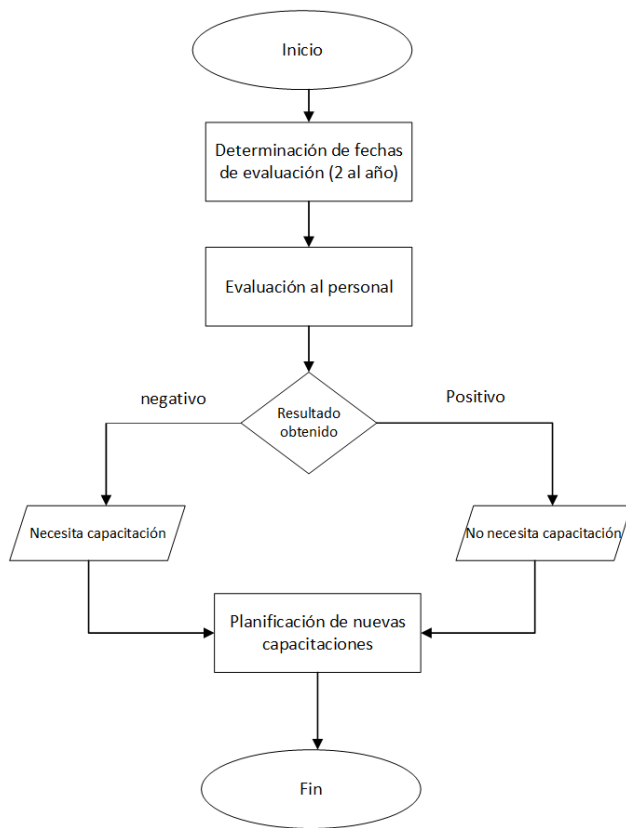 Inicio
Determinación de fechas
de evaluación (2 al año)
Evaluación al personal
negativo
Positivo
Resultado
obtenido
Necesita capacitación
No necesita capacitación
Planificación de nuevas
capacitaciones
Fin